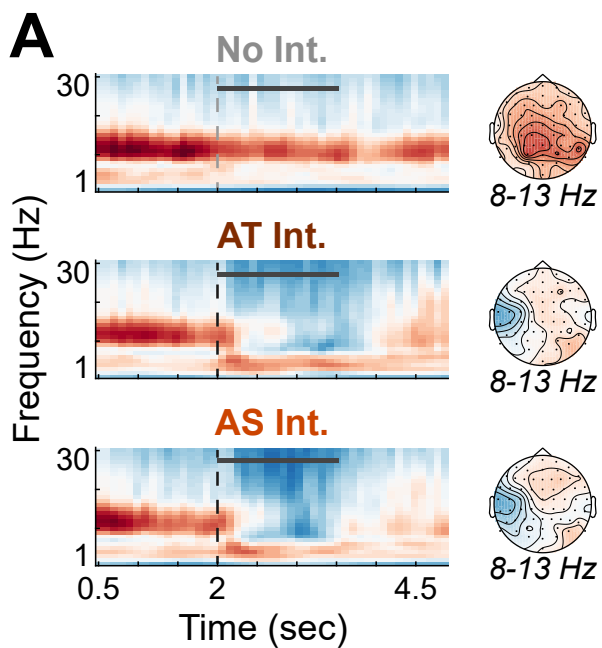 A
No Int.
30
1
8-13 Hz
AT Int.
30
1
8-13 Hz
AS Int.
30
1
8-13 Hz
0.5 2 4.5
Time (sec)
Frequency (Hz)